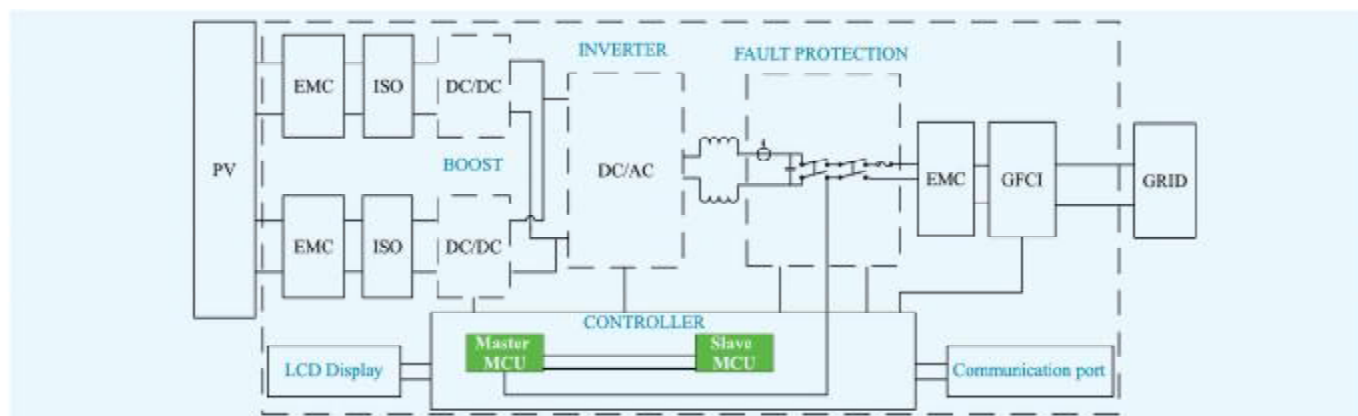 INVERTER
FAULT PROTECTION
EMC
ISO
DC/DC
BOOST
PV
DC/AC
EMC
GFCI
GRID
EMC
ISO
DC/DC
CONTROLLER
Master
MCU
Slave
MCU
LCD Display
Communication port